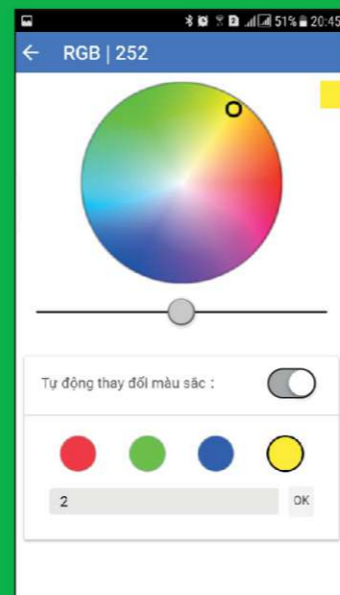 51% 20:45
RGB | 252
Tự động thay đổi màu sắc :
2
OK